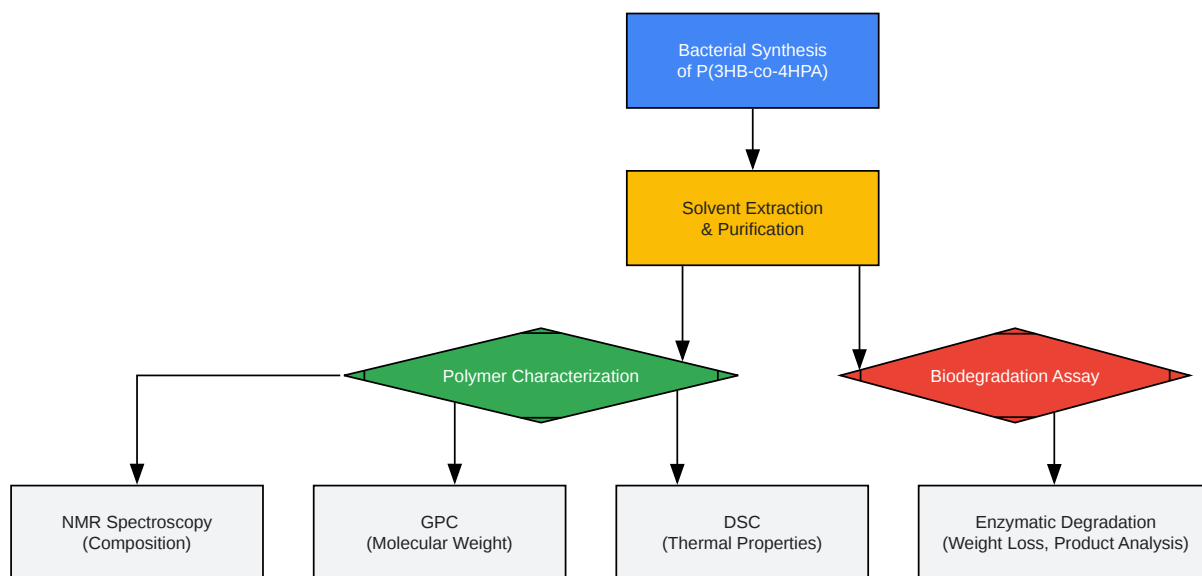 Bacterial Synthesis
of P(3HB-co-4HPA)
Solvent Extraction
& Purification
Polymer Characterization
Biodegradation Assay
NMR Spectroscopy
(Composition)
GPC
(Molecular Weight)
DSC
(Thermal Properties)
Enzymatic Degradation
(Weight Loss, Product Analysis)